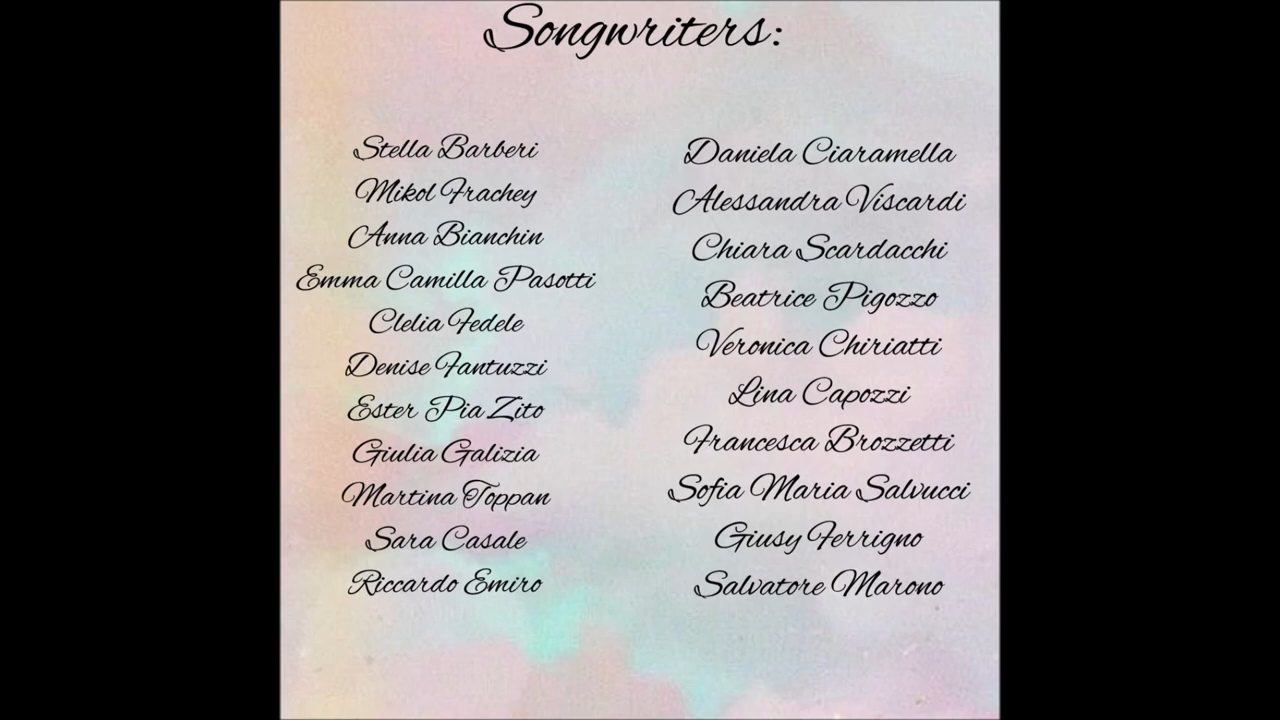 Songwriters:
Stella Barberi
Mikol Frachey
Anna Bianchin
Emma Camilla Pasotti
Clelia Fedele
Denise Fantuzzi
Ester Pia Zito
Giulia Galizia
Martina Toppan
Sara Casale
Riccardo Emiro
Daniela Ciaramella
Alessandra Viscardi
Chiara Scardacchi
Beatrice Pigozzo
Veronica Chiriatti
Lina Capozzi
Francesca Brozzetti
Sofia Maria Salvucci
Giusy Ferrigno
Salvatore Marono